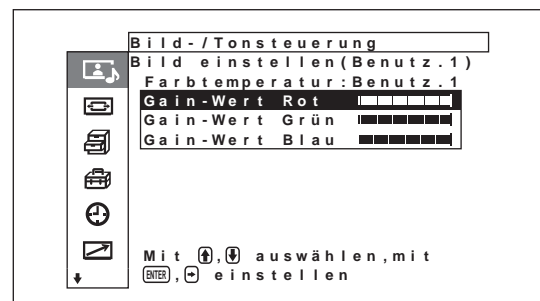 Bild-/Tonsteuerung
Bild einstellen(Benutz.1)
Farbtemperatur:Benutz.1
Gain-Wert Rot
Gain-Wert Grün
Gain-Wert Blau
Mit ↑,↓ auswählen,mit
ENTER,→ einstellen